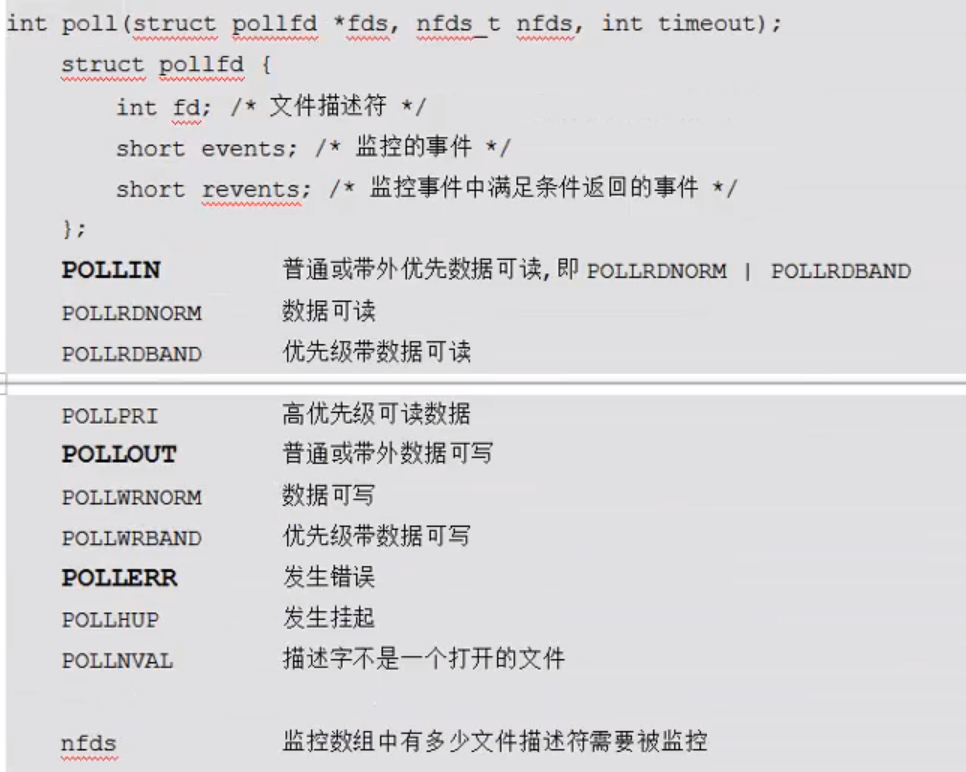 int poll(struct pollfd *fds, nfds_t nfds, int timeout);
struct pollfd {
int fd; /* 文件描述符 */
short events; /* 监控的事件 */
short revents; /* 监控事件中满足条件返回的事件 */
};
POLLIN 普通或带外优先数据可读,即 POLLRDNORM | POLLRDBAND
POLLRDNORM 数据可读
POLLRDBAND 优先级带数据可读
POLLPRI 高优先级可读数据
POLLOUT 普通或带外数据可写
POLLWRNORM 数据可写
POLLWRBAND 优先级带数据可写
POLLERR 发生错误
POLLHUP 发生挂起
POLLNVAL 描述字不是一个打开的文件
nfds 监控数组中有多少文件描述符需要被监控